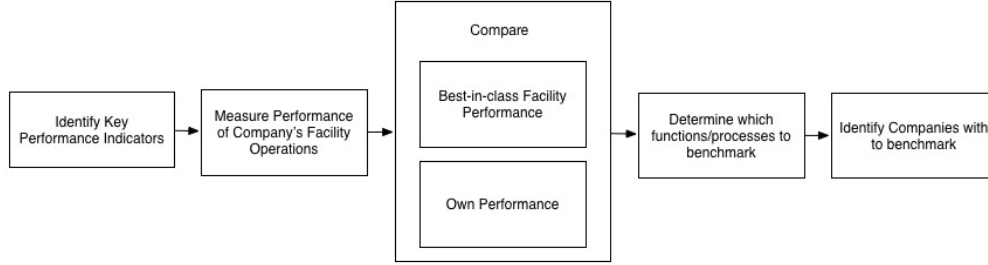 Compare
Best-in-class Facility
Performance
Identify Key
Performance Indicators
Measure Performance
of Company's Facility
Operations
Own Performance
Determine which
functions/processes to
benchmark
Identify Companies with
to benchmark